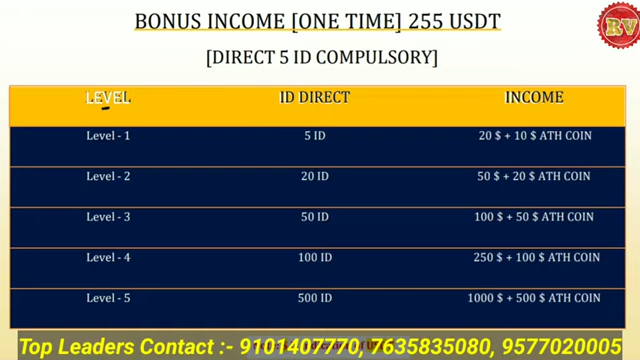 BONUS INCOME [ONE TIME] 255 USDT
RV
[DIRECT 5 ID COMPULSORY]
LEVEL ID DIRECT INCOME
Level - 1 5 ID 20 $ + 10 $ ATH COIN
Level - 2 20 ID 50 $ + 20 $ ATH COIN
Level - 3 50 ID 100 $ + 50 $ ATH COIN
Level - 4 100 ID 250 $ + 100 $ ATH COIN
Level - 5 500 ID 1000 $ + 500 $ ATH COIN
Top Leaders Contact :- 9101407770, 7635835080, 9577020005